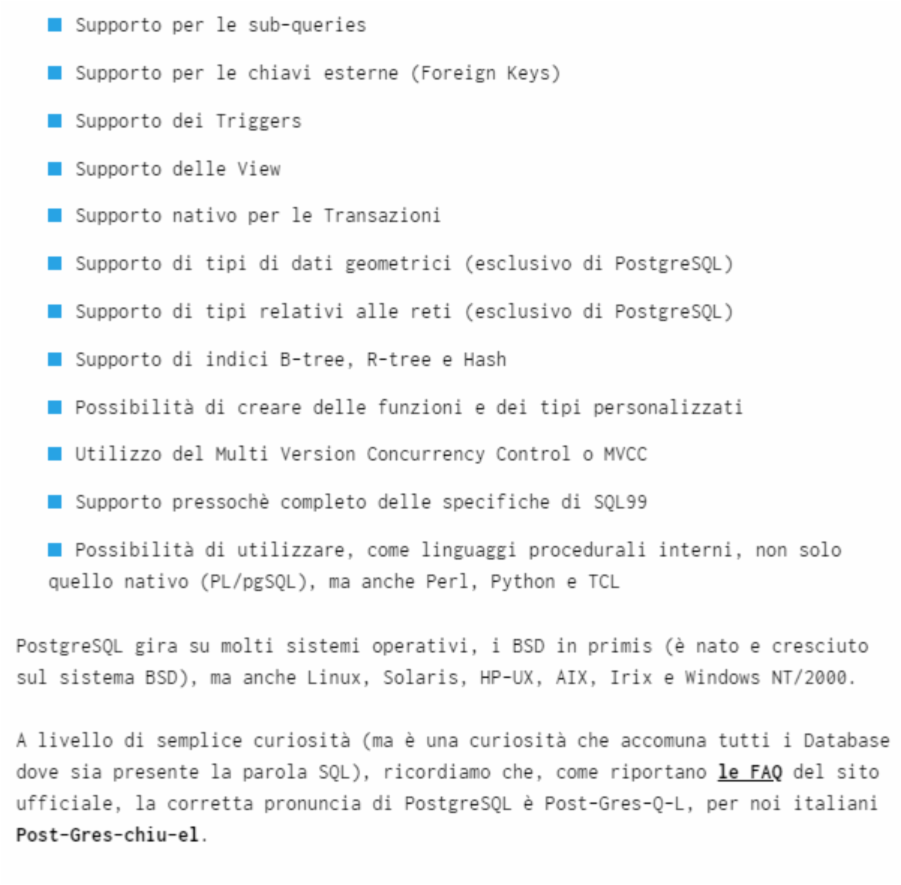 Supporto per le sub-queries
Supporto per le chiavi esterne (Foreign Keys)
Supporto dei Triggers
Supporto delle View
Supporto nativo per le Transazioni
Supporto di tipi di dati geometrici (esclusivo di PostgreSQL)
Supporto di tipi relativi alle reti (esclusivo di PostgreSQL)
Supporto di indici B-tree, R-tree e Hash
Possibilità di creare delle funzioni e dei tipi personalizzati
Utilizzo del Multi Version Concurrency Control o MVCC
Supporto pressochè completo delle specifiche di SQL99
Possibilità di utilizzare, come linguaggi procedurali interni, non solo
quello nativo (PL/pgSQL), ma anche Perl, Python e TCL
PostgreSQL gira su molti sistemi operativi, i BSD in primis (è nato e cresciuto
sul sistema BSD), ma anche Linux, Solaris, HP-UX, AIX, Irix e Windows NT/2000.
A livello di semplice curiosità (ma è una curiosità che accomuna tutti i Database
dove sia presente la parola SQL), ricordiamo che, come riportano le FAQ del sito
ufficiale, la corretta pronuncia di PostgreSQL è Post-Gres-Q-L, per noi italiani
Post-Gres-chiu-el.